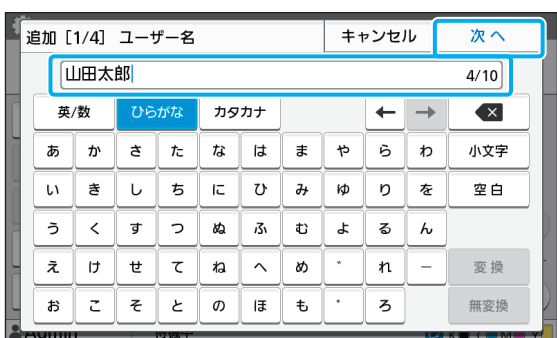 追加 [1/4] ユーザー名 キャンセル 次 へ
山田太郎 4/10
英/数 ひらがな カタカナ ← →
あ か さ た な は ま や ら わ 小文字
い き し ち に ひ み ゆ り を 空 白
う く す つ ぬ ふ む よ る ん
え け せ て ね へ め ゛ れ ー 変 換
お こ そ と の ほ も ゜ ろ 無変換
Admin